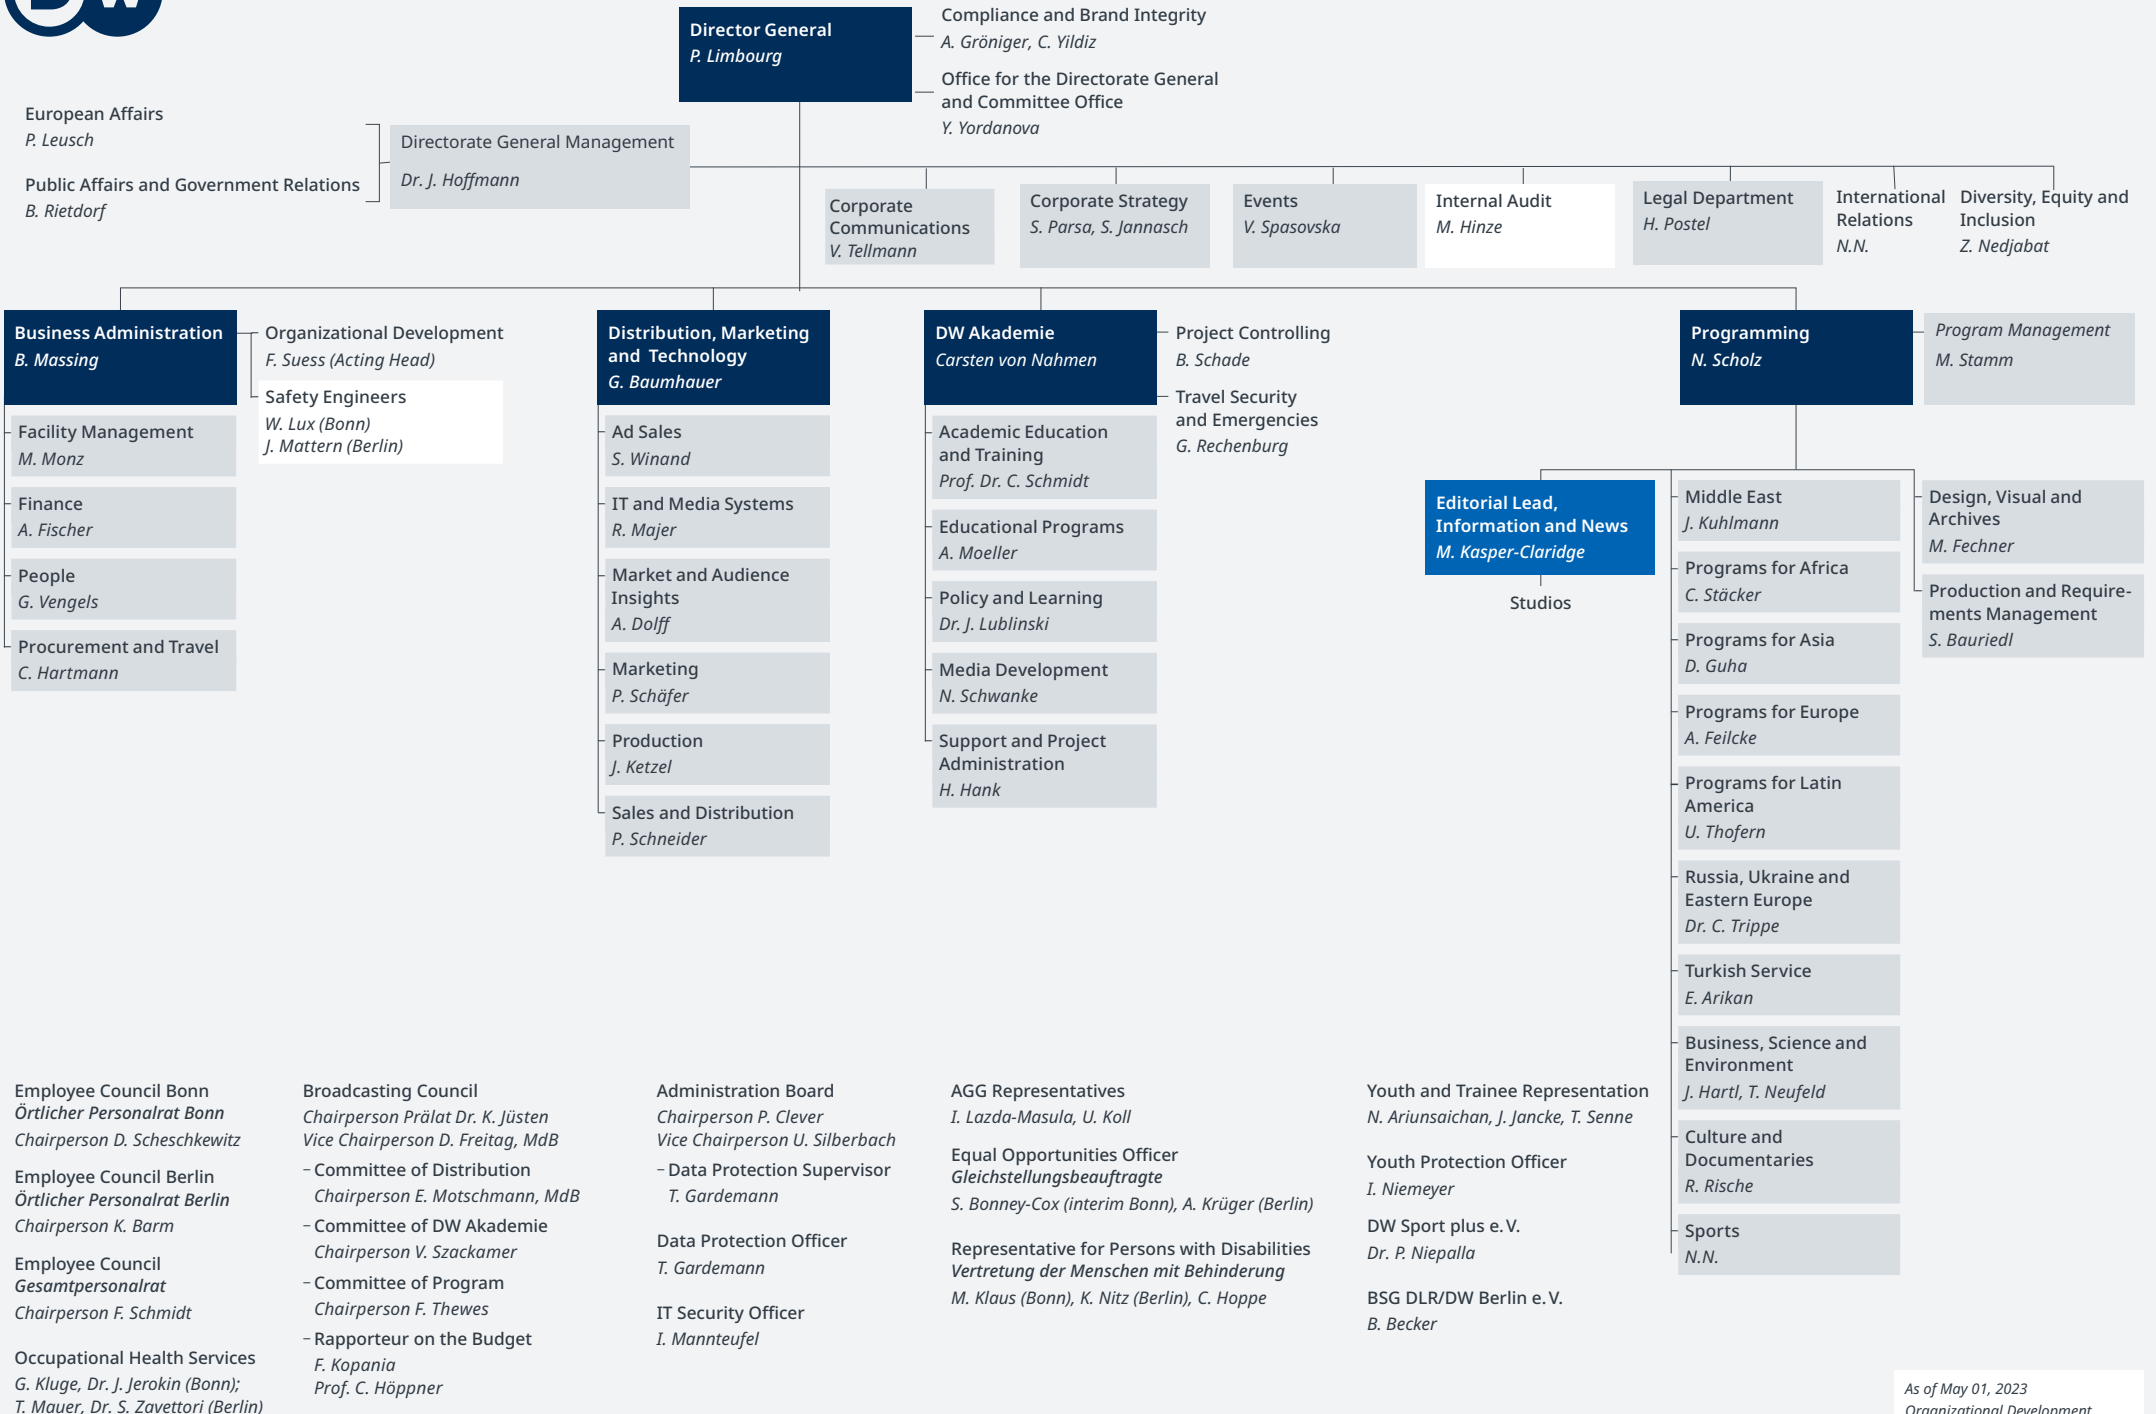 DW
Director General
P. Limbourg
Compliance and Brand Integrity
A. Gröniger, C. Yildiz
Office for the Directorate General
and Committee Office
Y. Yordanova
European Affairs
P. Leusch
Public Affairs and Government Relations
B. Rietdorf
Directorate General Management
Dr. J. Hoffmann
Corporate
Communications
V. Tellmann
Corporate Strategy
S. Parsa, S. Jannasch
Events
V. Spasovska
Internal Audit
M. Hinze
Legal Department
H. Postel
International
Relations
N.N.
Diversity, Equity and
Inclusion
Z. Nedjabat
Business Administration
B. Massing
Organizational Development
F. Suess (Acting Head)
Safety Engineers
W. Lux (Bonn)
J. Mattern (Berlin)
Facility Management
M. Monz
Finance
A. Fischer
People
G. Vengels
Procurement and Travel
C. Hartmann
Distribution, Marketing
and Technology
G. Baumhauer
Ad Sales
S. Winand
IT and Media Systems
R. Majer
Market and Audience
Insights
A. Dolff
Marketing
P. Schäfer
Production
J. Ketzel
Sales and Distribution
P. Schneider
DW Akademie
Carsten von Nahmen
Project Controlling
B. Schade
Travel Security
and Emergencies
G. Rechenburg
Academic Education
and Training
Prof. Dr. C. Schmidt
Educational Programs
A. Moeller
Policy and Learning
Dr. J. Lublinski
Media Development
N. Schwanke
Support and Project
Administration
H. Hank
Programming
N. Scholz
Program Management
M. Stamm
Editorial Lead,
Information and News
M. Kasper-Claridge
Studios
Middle East
J. Kuhlmann
Programs for Africa
C. Stäcker
Programs for Asia
D. Guha
Programs for Europe
A. Feilcke
Programs for Latin
America
U. Thofern
Russia, Ukraine and
Eastern Europe
Dr. C. Trippe
Turkish Service
E. Arikan
Business, Science and
Environment
J. Hartl, T. Neufeld
Culture and
Documentaries
R. Rische
Sports
N.N.
Design, Visual and
Archives
M. Fechner
Production and Require-
ments Management
S. Bauriedl
Employee Council Bonn
Örtlicher Personalrat Bonn
Chairperson D. Scheschkewitz
Employee Council Berlin
Örtlicher Personalrat Berlin
Chairperson K. Barm
Employee Council
Gesamtpersonalrat
Chairperson F. Schmidt
Occupational Health Services
G. Kluge, Dr. J. Jerokin (Bonn);
T. Mauer, Dr. S. Zavettori (Berlin)
Broadcasting Council
Chairperson Prälat Dr. K. Jüsten
Vice Chairperson D. Freitag, MdB
– Committee of Distribution
Chairperson E. Motschmann, MdB
– Committee of DW Akademie
Chairperson V. Szackamer
– Committee of Program
Chairperson F. Thewes
– Rapporteur on the Budget
F. Kopania
Prof. C. Höppner
Administration Board
Chairperson P. Clever
Vice Chairperson U. Silberbach
– Data Protection Supervisor
T. Gardemann
Data Protection Officer
T. Gardemann
IT Security Officer
I. Mannteufel
AGG Representatives
I. Lazda-Masula, U. Koll
Equal Opportunities Officer
Gleichstellungsbeauftragte
S. Bonney-Cox (interim Bonn), A. Krüger (Berlin)
Representative for Persons with Disabilities
Vertretung der Menschen mit Behinderung
M. Klaus (Bonn), K. Nitz (Berlin), C. Hoppe
Youth and Trainee Representation
N. Ariunsaichan, J. Jancke, T. Senne
Youth Protection Officer
I. Niemeyer
DW Sport plus e. V.
Dr. P. Niepalla
BSG DLR/DW Berlin e. V.
B. Becker
As of May 01, 2023
Organizational Development